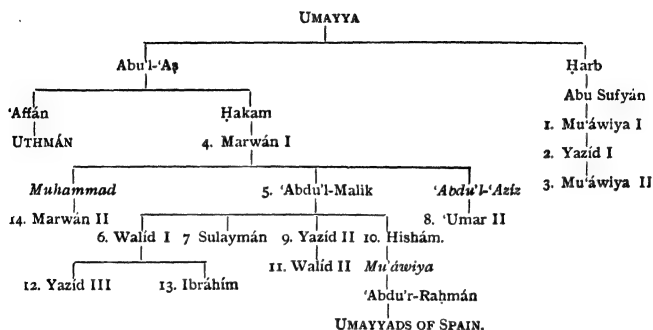 UMAYYA
Abu'l-‘Aṣ Ḥarb
‘Affán Ḥakam Abu Sufyán
UTHMÁN 4. Marwán I 1. Mu‘áwiya I
2. Yazíd I
Muhammad 5. ‘Abdu'l-Malik ‘Abdu'l-‘Azíz 3. Mu‘áwiya II
14. Marwán II 8. ‘Umar II
6. Walíd I 7 Sulaymán 9. Yazíd II 10. Hishám.
12. Yazíd III 13. Ibráhím 11. Walíd II Mu‘áwiya
‘Abdu'r-Raḥmán
UMAYYADS OF SPAIN.